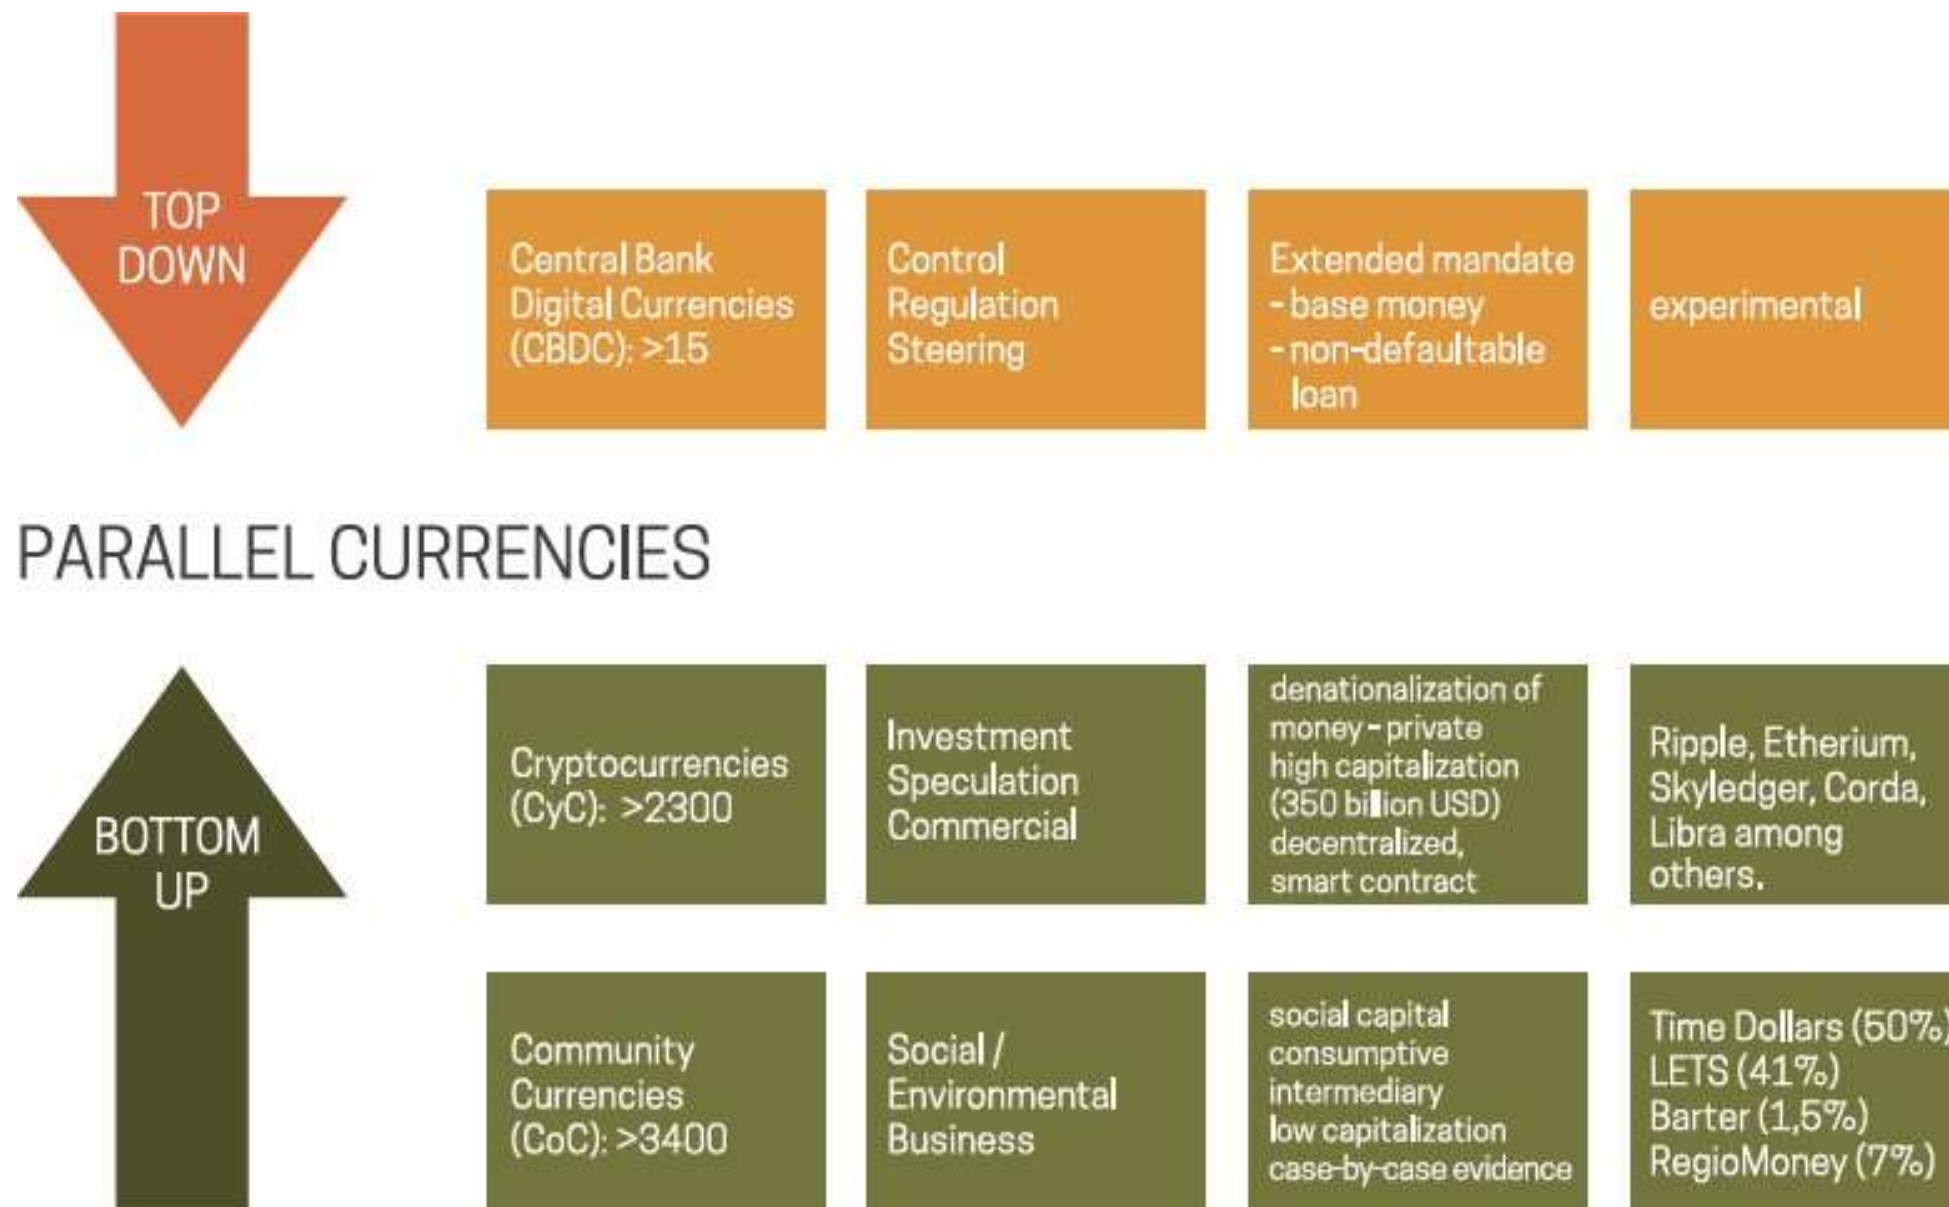 TOP
DOWN
Central Bank
Digital Currencies
(CBDC): >15
Control
Regulation
Steering
Extended mandate
- base money
- non-defaultable
loan
experimental
PARALLEL CURRENCIES
BOTTOM
UP
Cryptocurrencies
(CyC): >2300
Investment
Speculation
Commercial
denationalization of
money - private
high capitalization
(350 billion USD)
decentralized,
smart contract
Ripple, Etherium,
Skyledger, Corda,
Libra among
others.
Community
Currencies
(CoC): >3400
Social /
Environmental
Business
social capital
consumptive
intermediary
low capitalization
case-by-case evidence
Time Dollars (50%)
LETS (41%)
Barter (1,5%)
RegioMoney (7%)